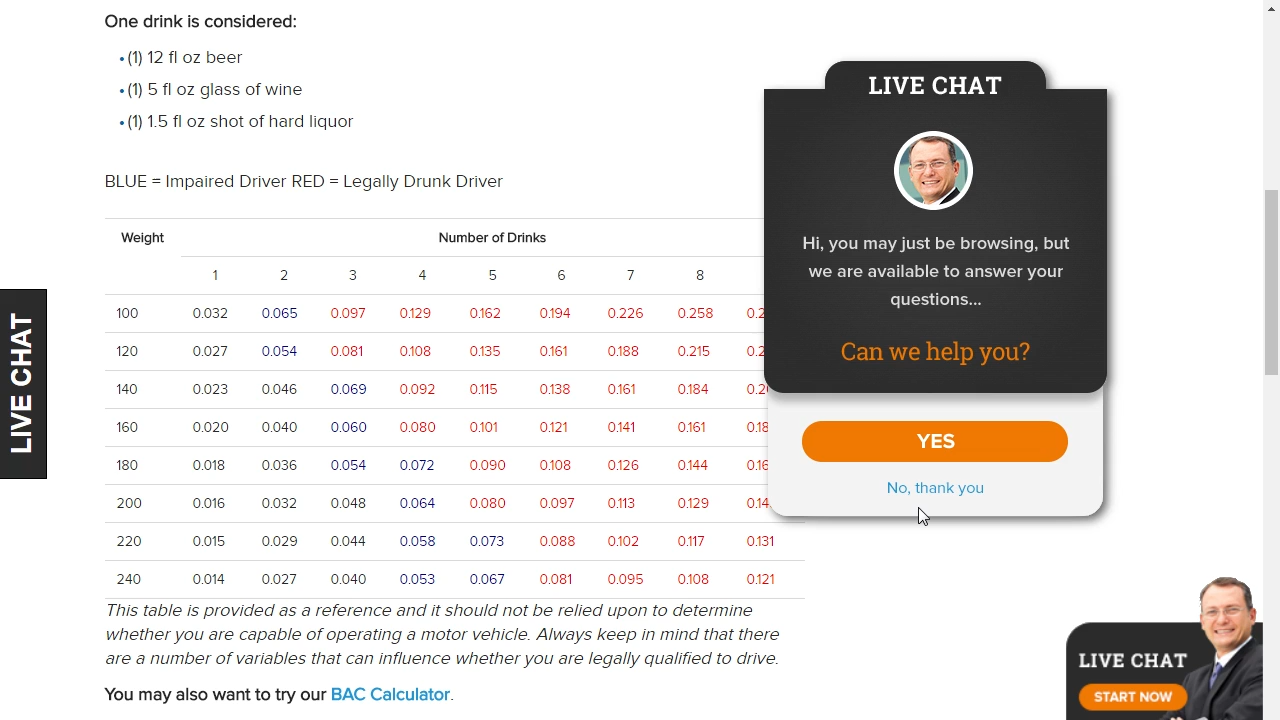 One drink is considered:
• (1) 12 fl oz beer
• (1) 5 fl oz glass of wine
• (1) 1.5 fl oz shot of hard liquor
BLUE = Impaired Driver RED = Legally Drunk Driver
Weight Number of Drinks
1 2 3 4 5 6 7 8
100 0.032 0.065 0.097 0.129 0.162 0.194 0.226 0.258
120 0.027 0.054 0.081 0.108 0.135 0.161 0.188 0.215
140 0.023 0.046 0.069 0.092 0.115 0.138 0.161 0.184
160 0.020 0.040 0.060 0.080 0.101 0.121 0.141 0.161
180 0.018 0.036 0.054 0.072 0.090 0.108 0.126 0.144
200 0.016 0.032 0.048 0.064 0.080 0.097 0.113 0.129
220 0.015 0.029 0.044 0.058 0.073 0.088 0.102 0.117 0.131
240 0.014 0.027 0.040 0.053 0.067 0.081 0.095 0.108 0.121
This table is provided as a reference and it should not be relied upon to determine
whether you are capable of operating a motor vehicle. Always keep in mind that there
are a number of variables that can influence whether you are legally qualified to drive.
You may also want to try our BAC Calculator.
LIVE CHAT
LIVE CHAT
Hi, you may just be browsing, but
we are available to answer your
questions...
Can we help you?
YES
No, thank you
LIVE CHAT
START NOW